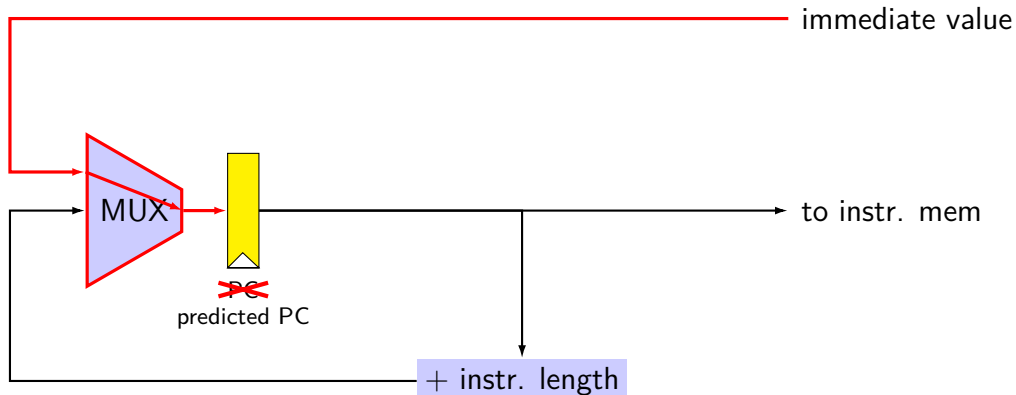 immediate value
MUX
to instr. mem
PC
predicted PC
+ instr. length